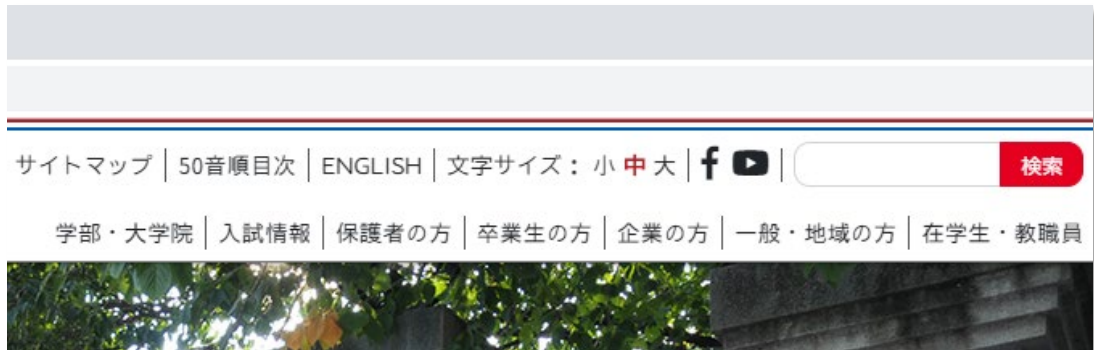 サイトマップ | 50音順目次 | ENGLISH | 文字サイズ： 小 中 大 | f | 検索
学部・大学院 | 入試情報 | 保護者の方 | 卒業生の方 | 企業の方 | 一般・地域の方 | 在学生・教職員